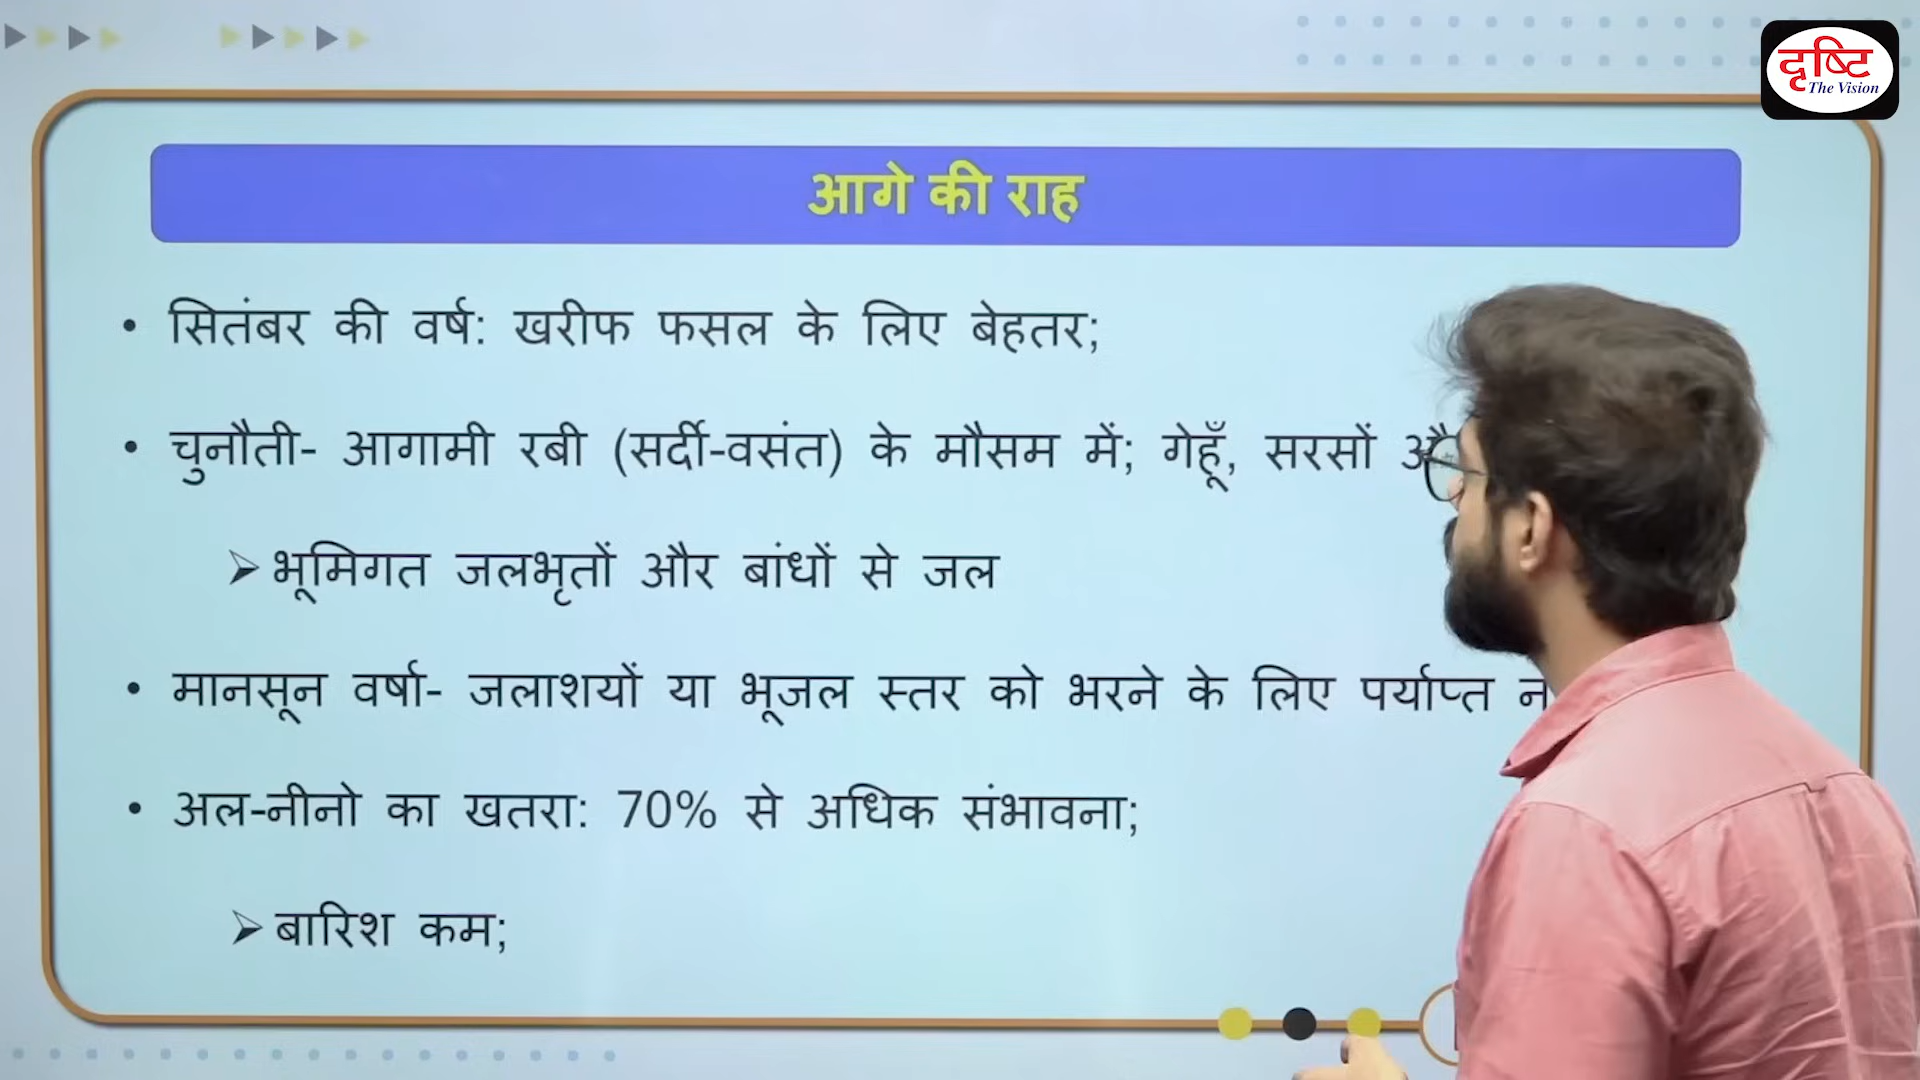 दृष्टि
The Vision
आगे की राह
• सितंबर की वर्ष: खरीफ फसल के लिए बेहतर;
• चुनौती- आगामी रबी (सर्दी-वसंत) के मौसम में; गेहूँ, सरसों
➢ भूमिगत जलभृतों और बांधों से जल
• मानसून वर्षा- जलाशयों या भूजल स्तर को भरने के लिए पर्याप्त
• अल-नीनो का खतरा: 70% से अधिक संभावना;
➢ बारिश कम;